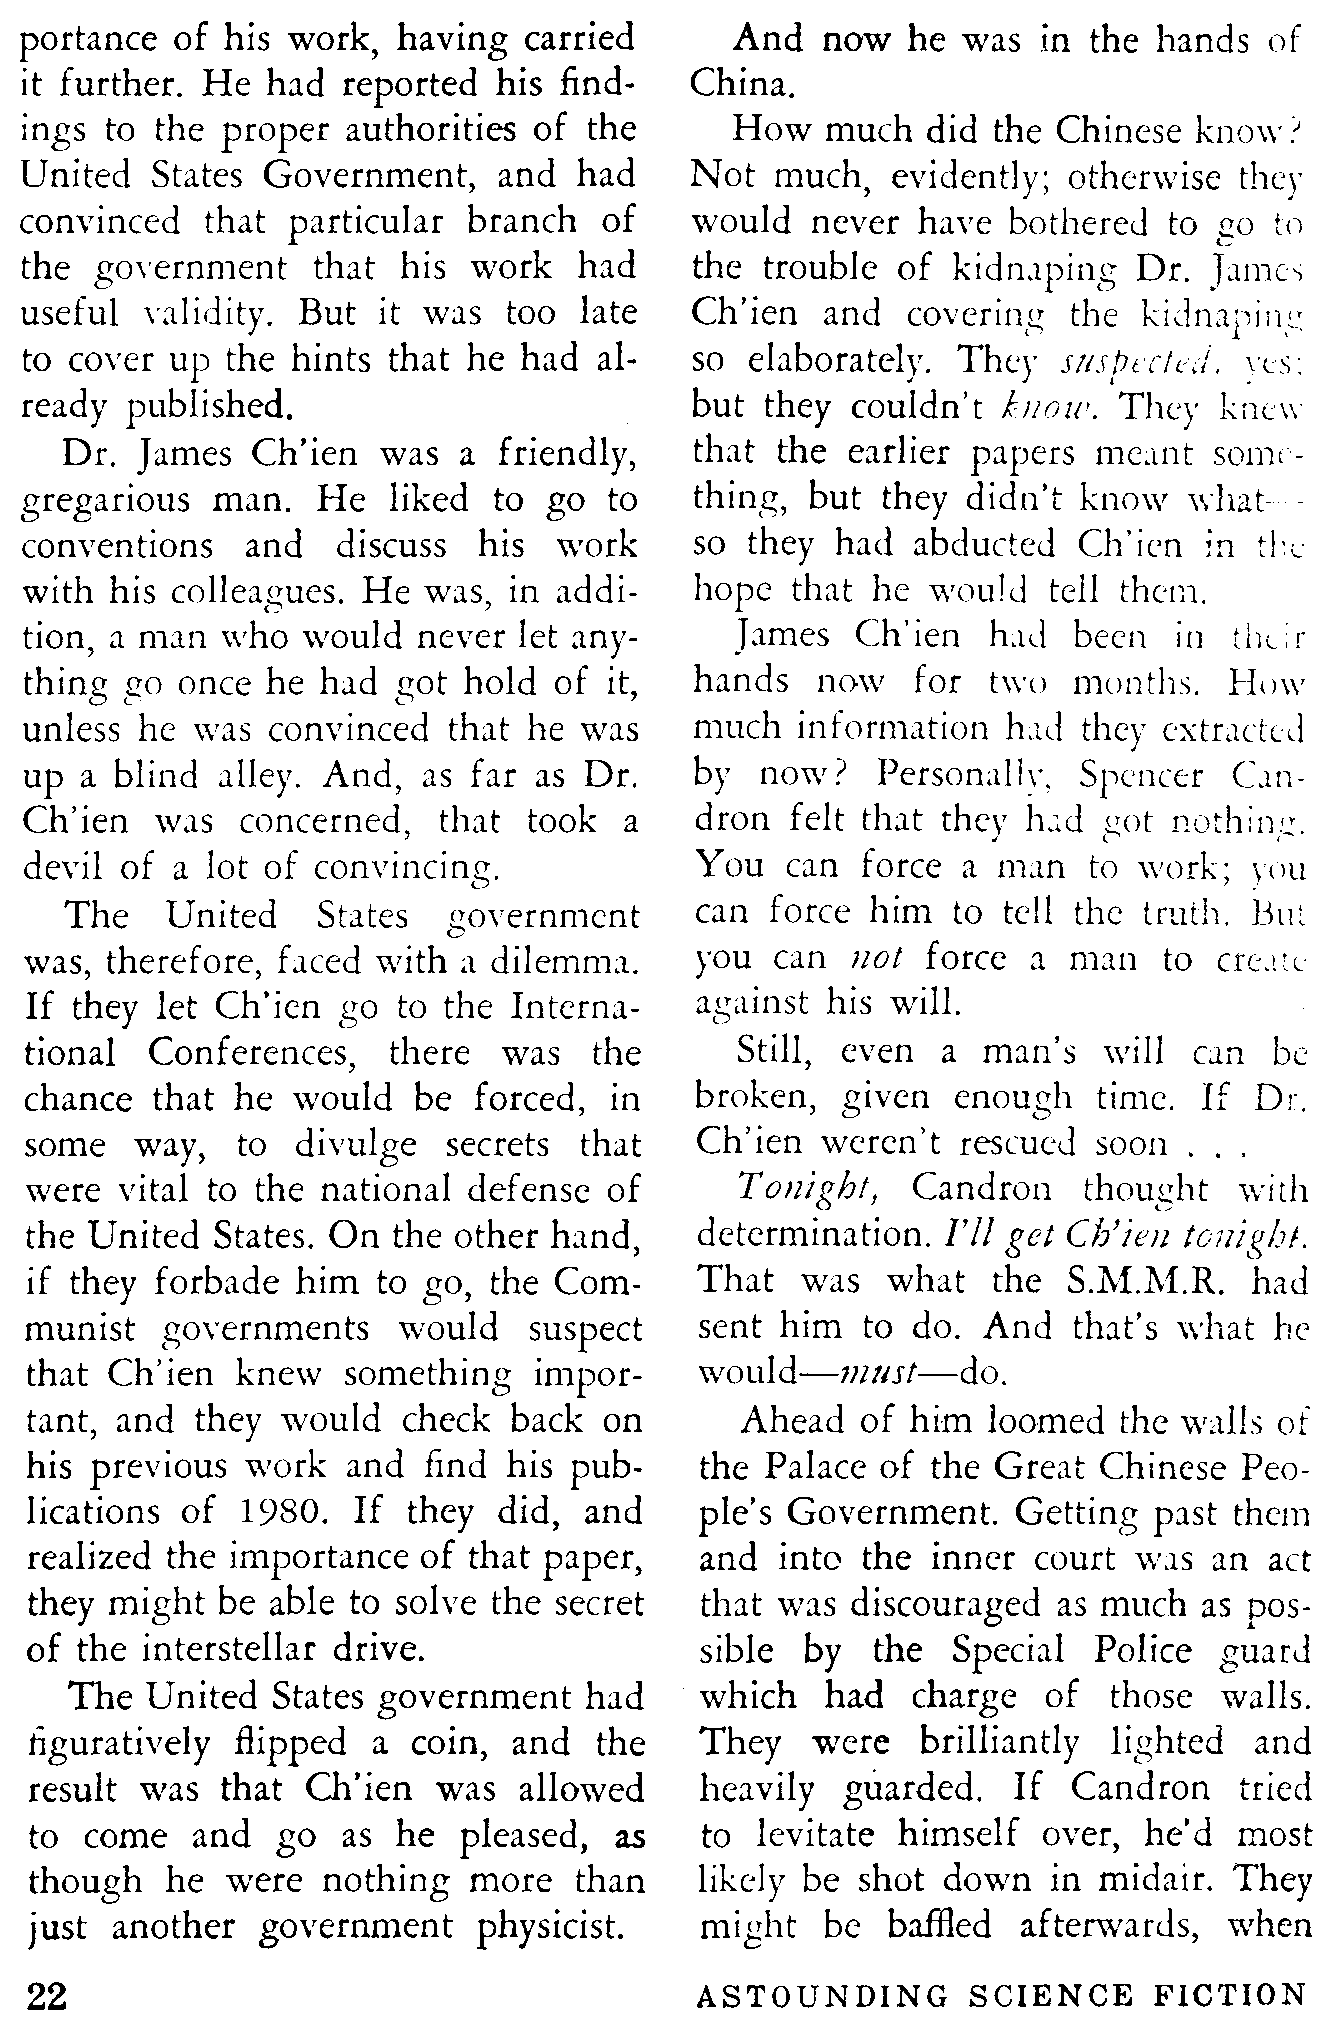 portance of his work, having carried
it further. He had reported his find-
ings to the proper authorities of the
United States Government, and had
convinced that particular branch of
the government that his work had
useful validity. But it was too late
to cover up the hints that he had al-
ready published.
Dr. James Ch'ien was a friendly,
gregarious man. He liked to go to
conventions and discuss his work
with his colleagues. He was, in addi-
tion, a man who would never let any-
thing go once he had got hold of it,
unless he was convinced that he was
up a blind alley. And, as far as Dr.
Ch'ien was concerned, that took a
devil of a lot of convincing.
The United States government
was, therefore, faced with a dilemma.
If they let Ch'ien go to the Interna-
tional Conferences, there was the
chance that he would be forced, in
some way, to divulge secrets that
were vital to the national defense of
the United States. On the other hand,
if they forbade him to go, the Com-
munist governments would suspect
that Ch'ien knew something impor-
tant, and they would check back on
his previous work and find his pub-
lications of 1980. If they did, and
realized the importance of that paper,
they might be able to solve the secret
of the interstellar drive.
The United States government had
figuratively flipped a coin, and the
result was that Ch'ien was allowed
to come and go as he pleased, as
though he were nothing more than
just another government physicist.
And now he was in the hands of
China.
How much did the Chinese know?
Not much, evidently; otherwise they
would never have bothered to go to
the trouble of kidnaping Dr. James
Ch'ien and covering the kidnaping
so elaborately. They suspected, yes;
but they couldn't know. They knew
that the earlier papers meant some-
thing, but they didn't know what—
so they had abducted Ch'ien in the
hope that he would tell them.
James Ch'ien had been in their
hands now for two months. How
much information had they extracted
by now? Personally, Spencer Can-
dron felt that they had got nothing.
You can force a man to work; you
can force him to tell the truth. But
you can not force a man to create
against his will.
Still, even a man's will can be
broken, given enough time. If Dr.
Ch'ien weren't rescued soon . . .
Tonight, Candron thought with
determination. I'll get Ch'ien tonight.
That was what the S.M.M.R. had
sent him to do. And that's what he
would—must—do.
Ahead of him loomed the walls of
the Palace of the Great Chinese Peo-
ple's Government. Getting past them
and into the inner court was an act
that was discouraged as much as pos-
sible by the Special Police guard
which had charge of those walls.
They were brilliantly lighted and
heavily guarded. If Candron tried
to levitate himself over, he'd most
likely be shot down in midair. They
might be baffled afterwards, when
22
ASTOUNDING SCIENCE FICTION